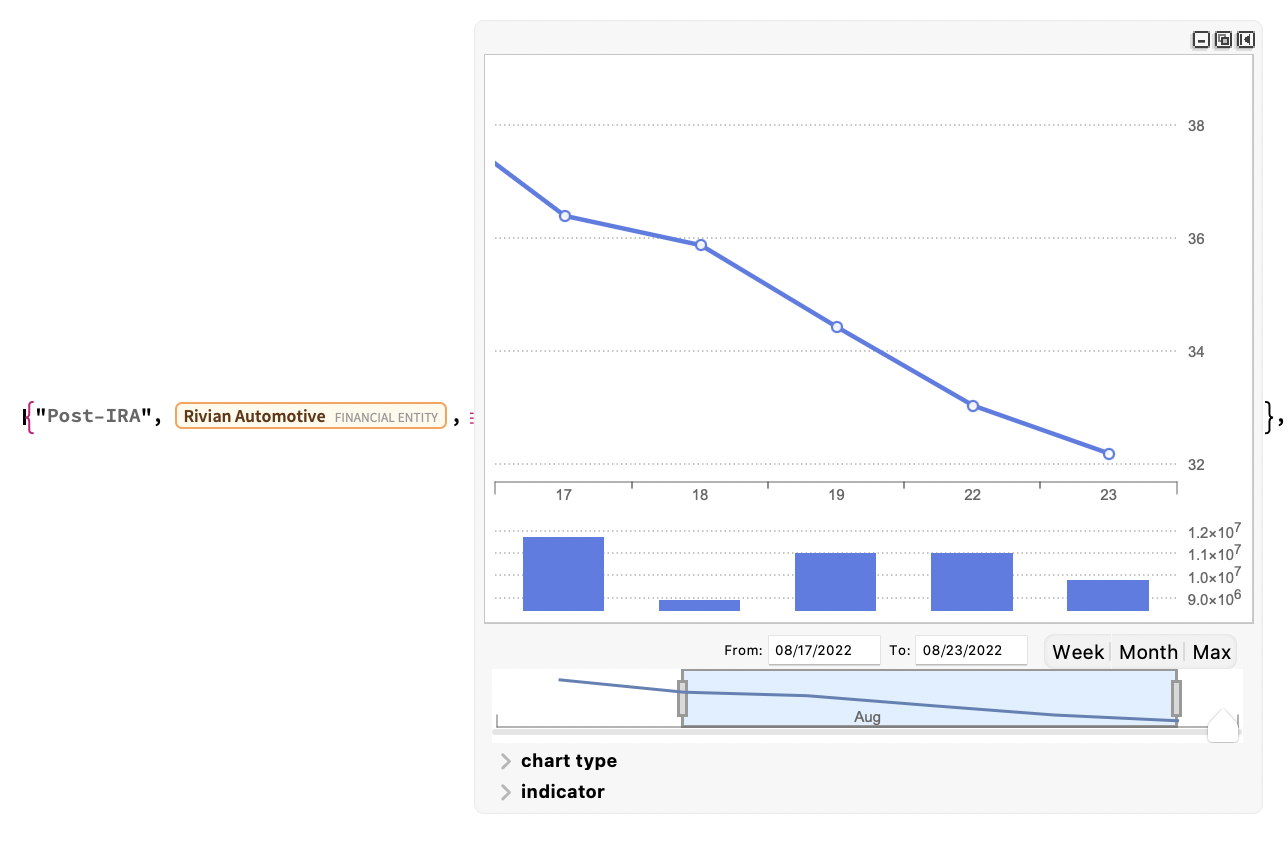 {"Post-IRA", Rivian Automotive FINANCIAL ENTITY , },
38
36
34
32
17 18 19 22 23
1.2×10⁷
1.1×10⁷
1.0×10⁷
9.0×10⁶
From: 08/17/2022 To: 08/23/2022 Week Month Max
Aug
chart type
indicator